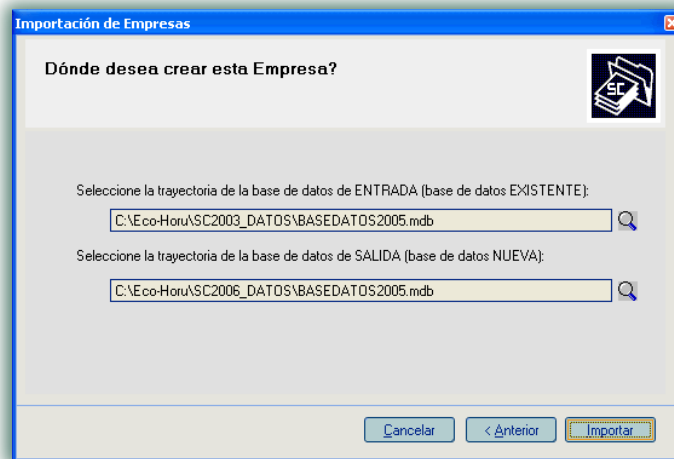 Importación de Empresas
Dónde desea crear esta Empresa?
SC
Seleccione la trayectoria de la base de datos de ENTRADA (base de datos EXISTENTE):
C:\Eco-Horu\SC2003_DATOS\BASEDATOS2005.mdb
Seleccione la trayectoria de la base de datos de SALIDA (base de datos NUEVA):
C:\Eco-Horu\SC2006_DATOS\BASEDATOS2005.mdb
Cancelar < Anterior Importar